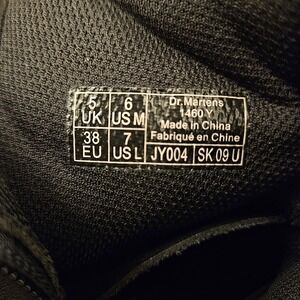 5 UK
6 US M
38 EU
7 US L
Dr.Martens
1460 Y
Made in China
Fabriqué en Chine
JY004 SK 09 U